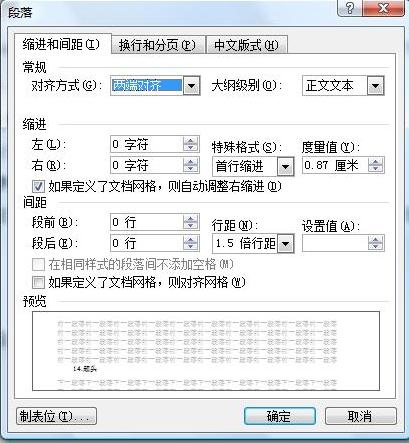 段落
缩进和间距(I) 换行和分页(P) 中文版式(H)
常规
对齐方式(G): 两端对齐 大纲级别(O): 正文文本
缩进
左(L): 0 字符 特殊格式(S): 度量值(Y):
右(R): 0 字符 首行缩进 0.87 厘米
如果定义了文档网格，则自动调整右缩进(D)
间距
段前(B): 0 行 行距(N): 设置值(A):
段后(E): 0 行 1.5 倍行距
在相同样式的段落间不添加空格(M)
如果定义了文档网格，则对齐网格(W)
预览
14.题头
制表位(T)... 确定 取消